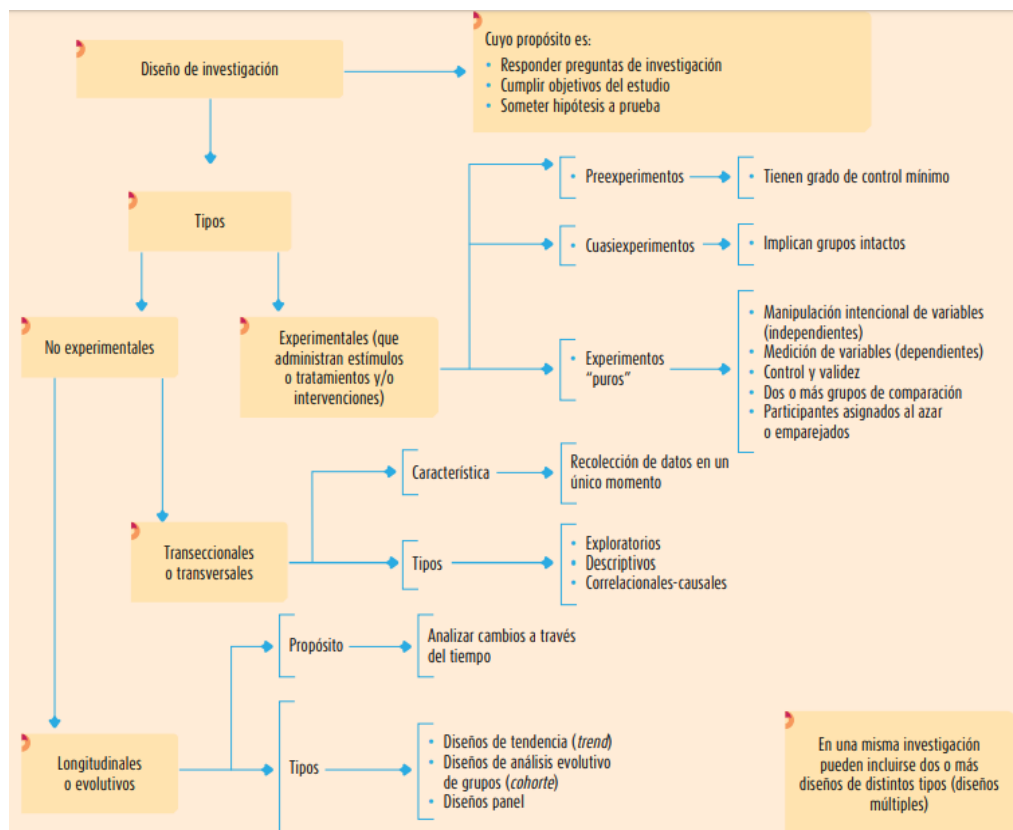 Diseño de investigación
Cuyo propósito es:
• Responder preguntas de investigación
• Cumplir objetivos del estudio
• Someter hipótesis a prueba
Tipos
No experimentales
Experimentales (que
administran estímulos
o tratamientos y/o
intervenciones)
• Preexperimentos
• Tienen grado de control mínimo
• Cuasiexperimentos
• Implican grupos intactos
• Experimentos
“puros”
• Manipulación intencional de variables
(independientes)
• Medición de variables (dependientes)
• Control y validez
• Dos o más grupos de comparación
• Participantes asignados al azar
o emparejados
Transeccionales
o transversales
Característica
Recolección de datos en un
único momento
Tipos
• Exploratorios
• Descriptivos
• Correlacionales-causales
Longitudinales
o evolutivos
Propósito
Analizar cambios a través
del tiempo
Tipos
• Diseños de tendencia (trend)
• Diseños de análisis evolutivo
de grupos (cohorte)
• Diseños panel
En una misma investigación
pueden incluirse dos o más
diseños de distintos tipos (diseños
múltiples)